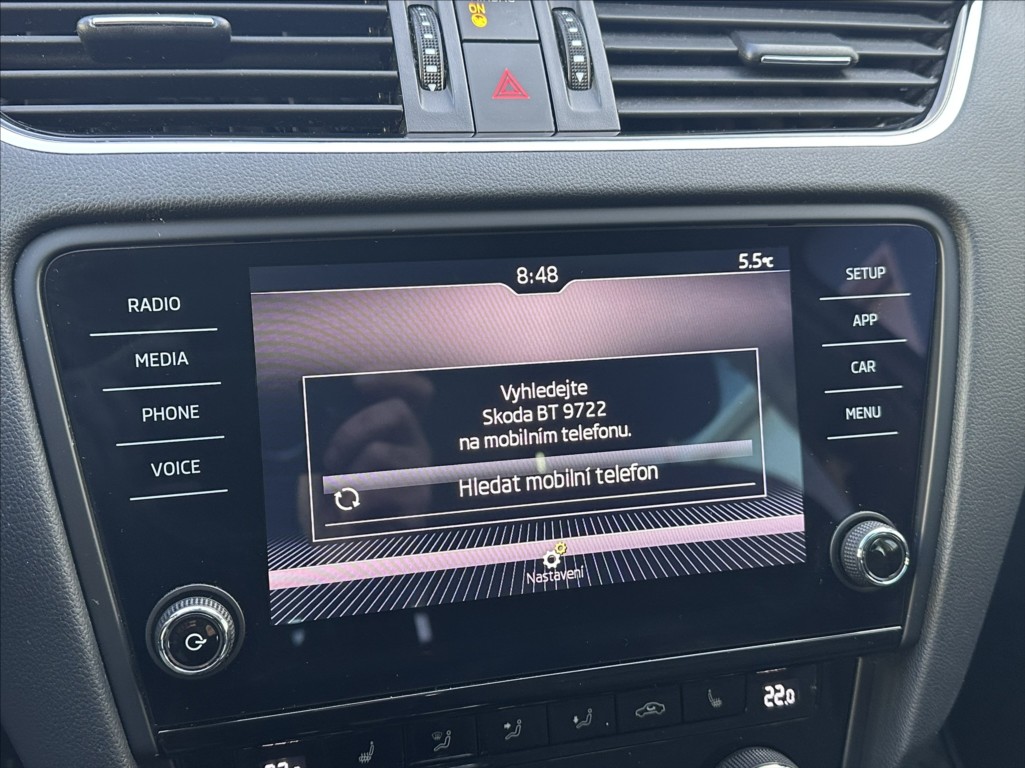 ON
8:48
5.5°C
RADIO
MEDIA
PHONE
VOICE
SETUP
APP
CAR
MENU
Vyhledejte
Skoda BT 9722
na mobilním telefonu.
Hledat mobilní telefon
Nastavení
22.0